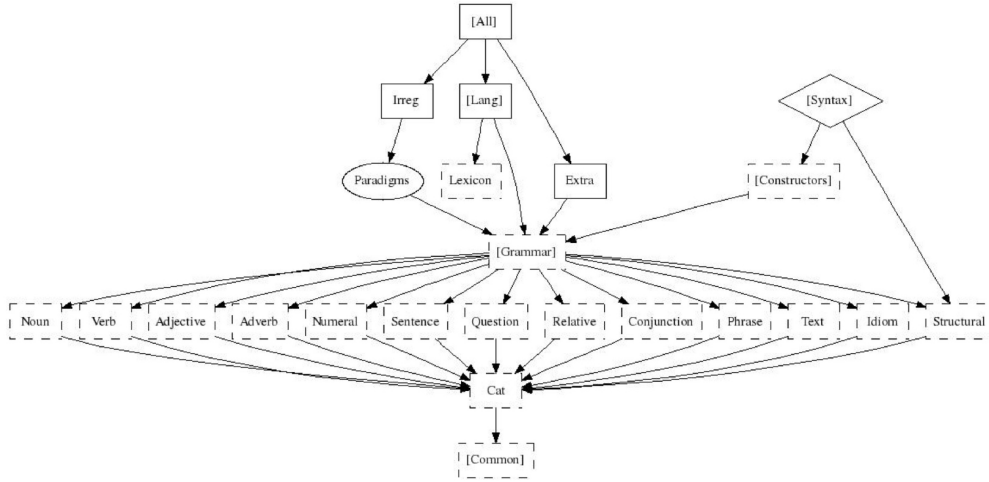 [All]
Irreg [Lang] [Syntax]
Paradigms Lexicon Extra [Constructors]
[Grammar]
Noun Verb Adjective Adverb Numeral Sentence Question Relative Conjunction Phrase Text Idiom Structural
Cat
[Common]